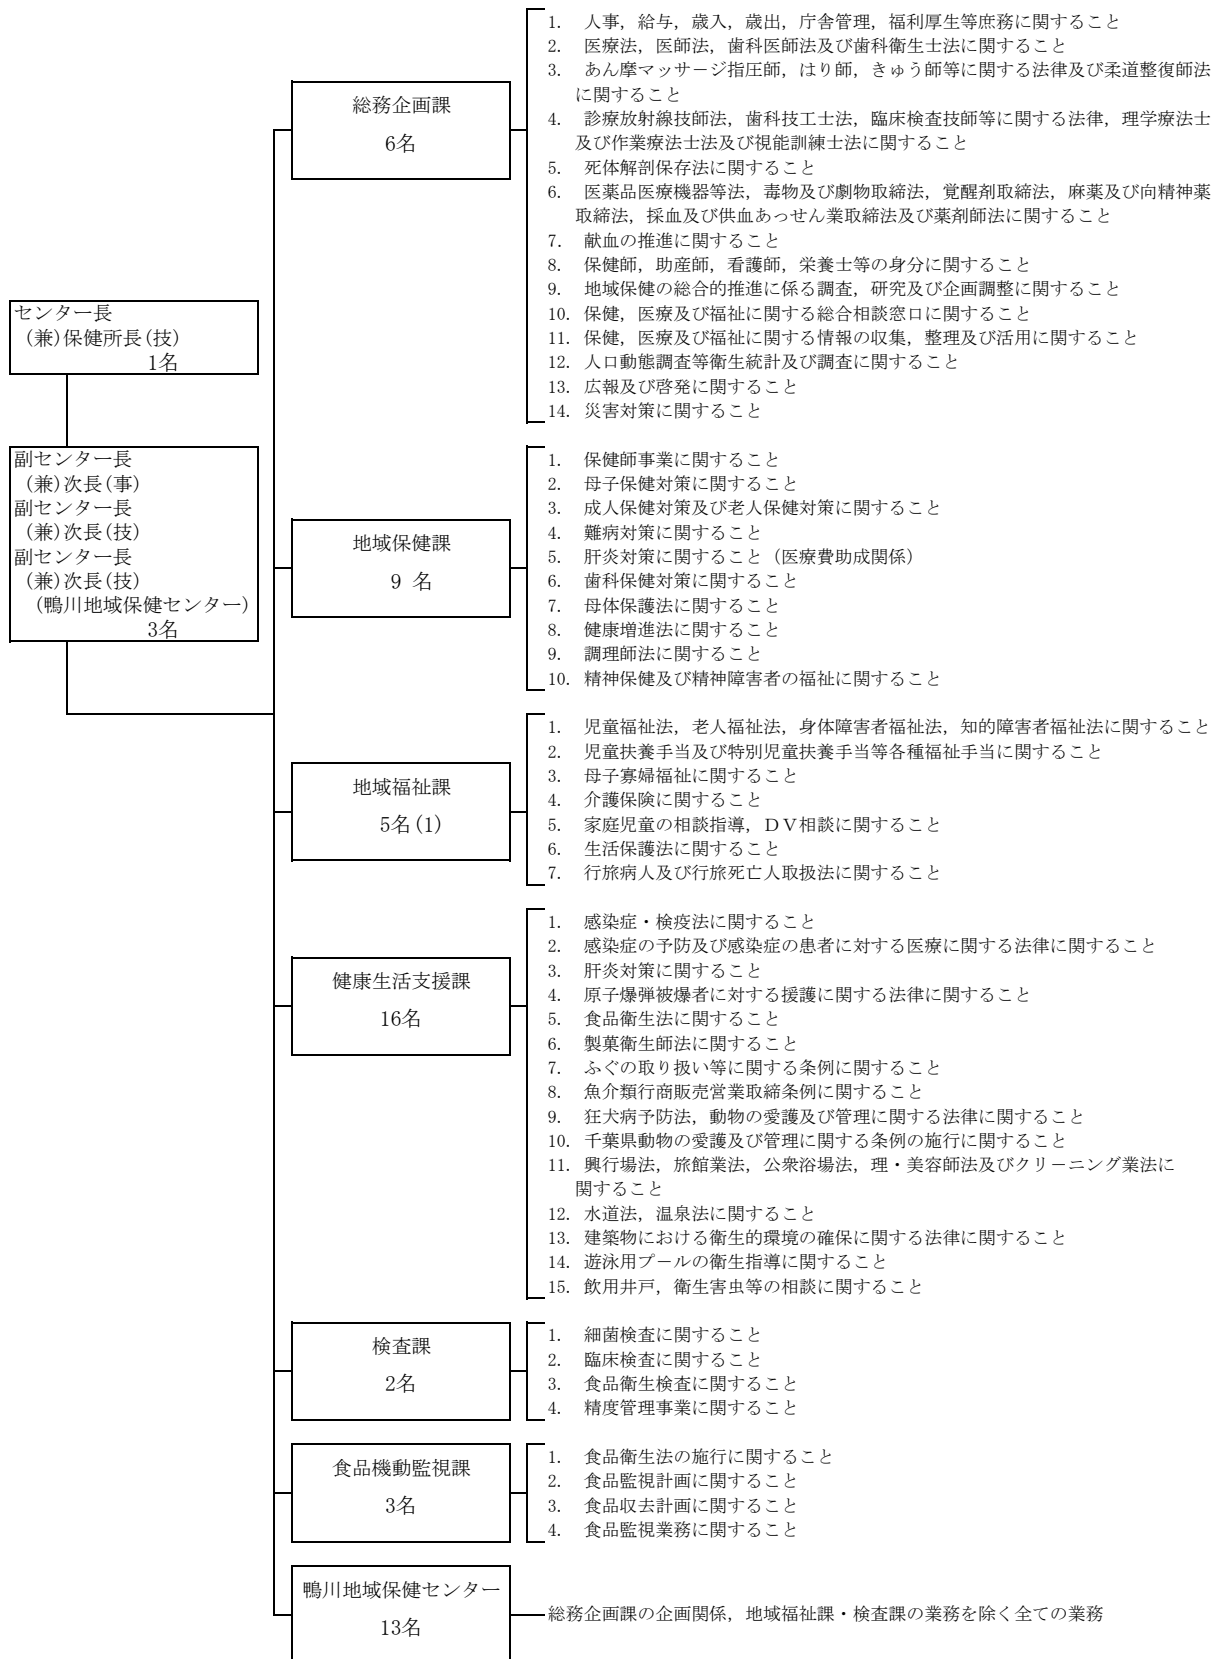 センター長
(兼)保健所長(技)
1名
副センター長
(兼)次長(事)
副センター長
(兼)次長(技)
副センター長
(兼)次長(技)
(鴨川地域保健センター)
3名
総務企画課
6名
1. 人事，給与，歳入，歳出，庁舎管理，福利厚生等庶務に関すること
2. 医療法，医師法，歯科医師法及び歯科衛生士法に関すること
3. あん摩マッサージ指圧師，はり師，きゅう師等に関する法律及び柔道整復師法
に関すること
4. 診療放射線技師法，歯科技工士法，臨床検査技師等に関する法律，理学療法士
及び作業療法士法及び視能訓練士法に関すること
5. 死体解剖保存法に関すること
6. 医薬品医療機器等法，毒物及び劇物取締法，覚醒剤取締法，麻薬及び向精神薬
取締法，採血及び供血あっせん業取締法及び薬剤師法に関すること
7. 献血の推進に関すること
8. 保健師，助産師，看護師，栄養士等の身分に関すること
9. 地域保健の総合的推進に係る調査，研究及び企画調整に関すること
10. 保健，医療及び福祉に関する総合相談窓口に関すること
11. 保健，医療及び福祉に関する情報の収集，整理及び活用に関すること
12. 人口動態調査等衛生統計及び調査に関すること
13. 広報及び啓発に関すること
14. 災害対策に関すること
地域保健課
9 名
1. 保健師事業に関すること
2. 母子保健対策に関すること
3. 成人保健対策及び老人保健対策に関すること
4. 難病対策に関すること
5. 肝炎対策に関すること（医療費助成関係）
6. 歯科保健対策に関すること
7. 母体保護法に関すること
8. 健康増進法に関すること
9. 調理師法に関すること
10. 精神保健及び精神障害者の福祉に関すること
地域福祉課
5名(1)
1. 児童福祉法，老人福祉法，身体障害者福祉法，知的障害者福祉法に関すること
2. 児童扶養手当及び特別児童扶養手当等各種福祉手当に関すること
3. 母子寡婦福祉に関すること
4. 介護保険に関すること
5. 家庭児童の相談指導，ＤＶ相談に関すること
6. 生活保護法に関すること
7. 行旅病人及び行旅死亡人取扱法に関すること
健康生活支援課
16名
1. 感染症・検疫法に関すること
2. 感染症の予防及び感染症の患者に対する医療に関する法律に関すること
3. 肝炎対策に関すること
4. 原子爆弾被爆者に対する援護に関する法律に関すること
5. 食品衛生法に関すること
6. 製菓衛生師法に関すること
7. ふぐの取り扱い等に関する条例に関すること
8. 魚介類行商販売営業取締条例に関すること
9. 狂犬病予防法，動物の愛護及び管理に関する法律に関すること
10. 千葉県動物の愛護及び管理に関する条例の施行に関すること
11. 興行場法，旅館業法，公衆浴場法，理・美容師法及びクリーニング業法に
関すること
12. 水道法，温泉法に関すること
13. 建築物における衛生的環境の確保に関する法律に関すること
14. 遊泳用プールの衛生指導に関すること
15. 飲用井戸，衛生害虫等の相談に関すること
検査課
2名
1. 細菌検査に関すること
2. 臨床検査に関すること
3. 食品衛生検査に関すること
4. 精度管理事業に関すること
食品機動監視課
3名
1. 食品衛生法の施行に関すること
2. 食品監視計画に関すること
3. 食品収去計画に関すること
4. 食品監視業務に関すること
鴨川地域保健センター
13名
総務企画課の企画関係，地域福祉課・検査課の業務を除く全ての業務